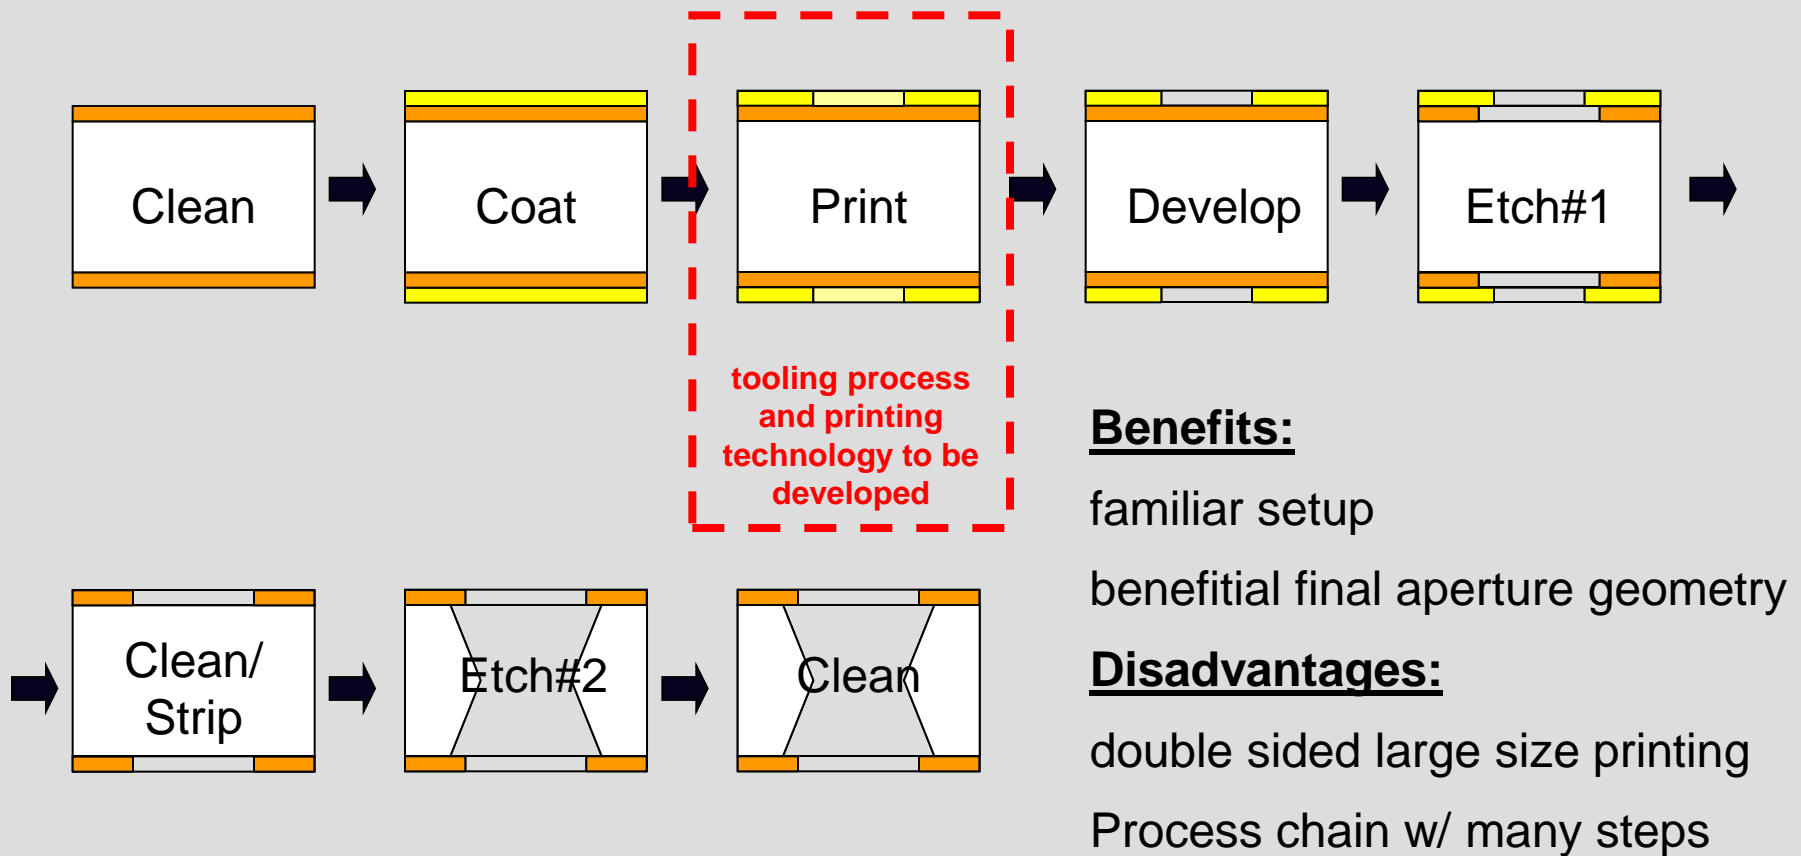 Clean
Coat
Print
Develop
Etch#1
tooling process
and printing
technology to be
developed
Benefits:
familiar setup
benefitial final aperture geometry
Disadvantages:
double sided large size printing
Process chain w/ many steps
Clean/
Strip
Etch#2
Clean